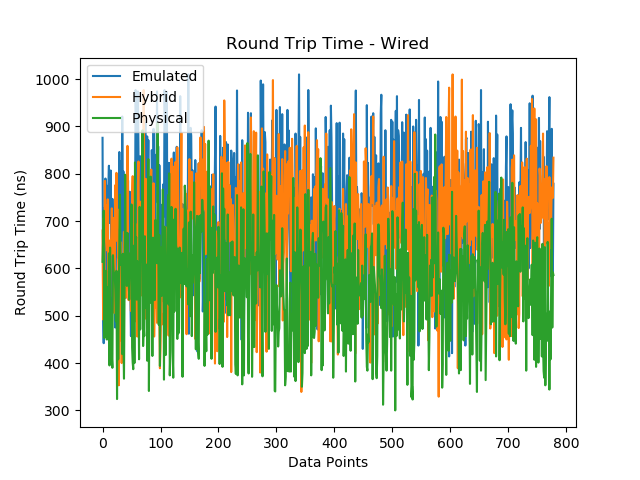 Round Trip Time - Wired
Round Trip Time (ns)
1000
900
800
700
600
500
400
300
Emulated
Hybrid
Physical
0
100
200
300
400
500
600
700
800
Data Points